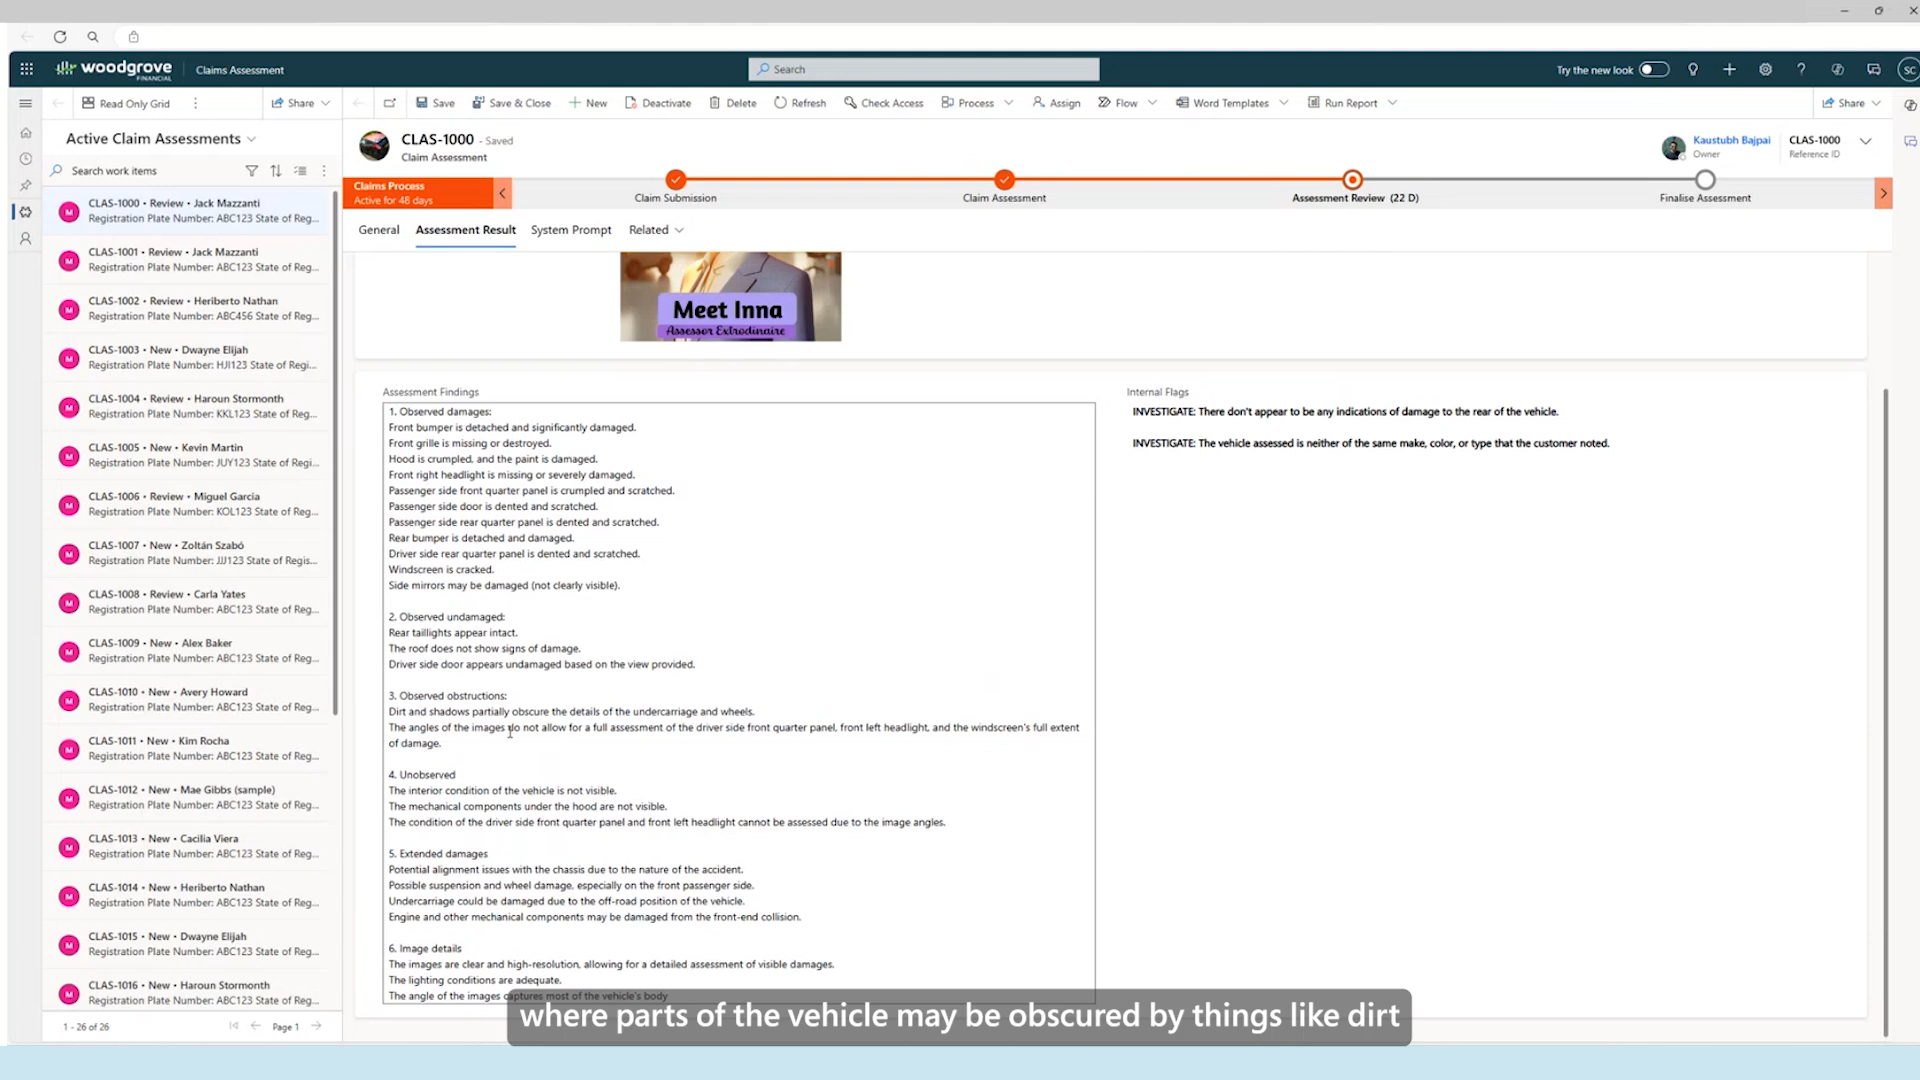 woodgrove
FINANCIAL
Claims Assessment
Search
Try the new look
SC
Read Only Grid
Share
Save
Save & Close
New
Deactivate
Delete
Refresh
Check Access
Process
Assign
Flow
Word Templates
Run Report
Share
Active Claim Assessments
Search work items
CLAS-1000 - Saved
Claim Assessment
Kaustubh Bajpai
Owner
CLAS-1000
Reference ID
Claims Process
Active for 48 days
Claim Submission
Claim Assessment
Assessment Review (22 D)
Finalise Assessment
General
Assessment Result
System Prompt
Related
M
CLAS-1000 • Review • Jack Mazzanti
Registration Plate Number: ABC123 State of Reg...
M
CLAS-1001 • Review • Jack Mazzanti
Registration Plate Number: ABC123 State of Reg...
M
CLAS-1002 • Review • Heriberto Nathan
Registration Plate Number: ABC456 State of Reg...
M
CLAS-1003 • New • Dwayne Elijah
Registration Plate Number: HJI123 State of Regi...
M
CLAS-1004 • Review • Haroun Stormonth
Registration Plate Number: KKL123 State of Reg...
M
CLAS-1005 • New • Kevin Martin
Registration Plate Number: JUY123 State of Regi...
M
CLAS-1006 • Review • Miguel Garcia
Registration Plate Number: KOL123 State of Reg...
M
CLAS-1007 • New • Zoltán Szabó
Registration Plate Number: JJJ123 State of Regis...
M
CLAS-1008 • Review • Carla Yates
Registration Plate Number: ABC123 State of Reg...
M
CLAS-1009 • New • Alex Baker
Registration Plate Number: ABC123 State of Reg...
M
CLAS-1010 • New • Avery Howard
Registration Plate Number: ABC123 State of Reg...
M
CLAS-1011 • New • Kim Rocha
Registration Plate Number: ABC123 State of Reg...
M
CLAS-1012 • New • Mae Gibbs (sample)
Registration Plate Number: ABC123 State of Reg...
M
CLAS-1013 • New • Cacilia Viera
Registration Plate Number: ABC123 State of Reg...
M
CLAS-1014 • New • Heriberto Nathan
Registration Plate Number: ABC123 State of Reg...
M
CLAS-1015 • New • Dwayne Elijah
Registration Plate Number: ABC123 State of Reg...
M
CLAS-1016 • New • Haroun Stormonth
Registration Plate Number: ABC123 State of Reg...
1 - 26 of 26
Page 1
Meet Inna
Assessor Extrodinaire
Assessment Findings
1. Observed damages:
Front bumper is detached and significantly damaged.
Front grille is missing or destroyed.
Hood is crumpled, and the paint is damaged.
Front right headlight is missing or severely damaged.
Passenger side front quarter panel is crumpled and scratched.
Passenger side door is dented and scratched.
Passenger side rear quarter panel is dented and scratched.
Rear bumper is detached and damaged.
Driver side rear quarter panel is dented and scratched.
Windscreen is cracked.
Side mirrors may be damaged (not clearly visible).
2. Observed undamaged:
Rear taillights appear intact.
The roof does not show signs of damage.
Driver side door appears undamaged based on the view provided.
3. Observed obstructions:
Dirt and shadows partially obscure the details of the undercarriage and wheels.
The angles of the images do not allow for a full assessment of the driver side front quarter panel, front left headlight, and the windscreen's full extent
of damage.
4. Unobserved
The interior condition of the vehicle is not visible.
The mechanical components under the hood are not visible.
The condition of the driver side front quarter panel and front left headlight cannot be assessed due to the image angles.
5. Extended damages
Potential alignment issues with the chassis due to the nature of the accident.
Possible suspension and wheel damage, especially on the front passenger side.
Undercarriage could be damaged due to the off-road position of the vehicle.
Engine and other mechanical components may be damaged from the front-end collision.
6. Image details
The images are clear and high-resolution, allowing for a detailed assessment of visible damages.
The lighting conditions are adequate.
The angle of the images captures most of the vehicle's body
Internal Flags
INVESTIGATE: There don't appear to be any indications of damage to the rear of the vehicle.
INVESTIGATE: The vehicle assessed is neither of the same make, color, or type that the customer noted.
where parts of the vehicle may be obscured by things like dirt